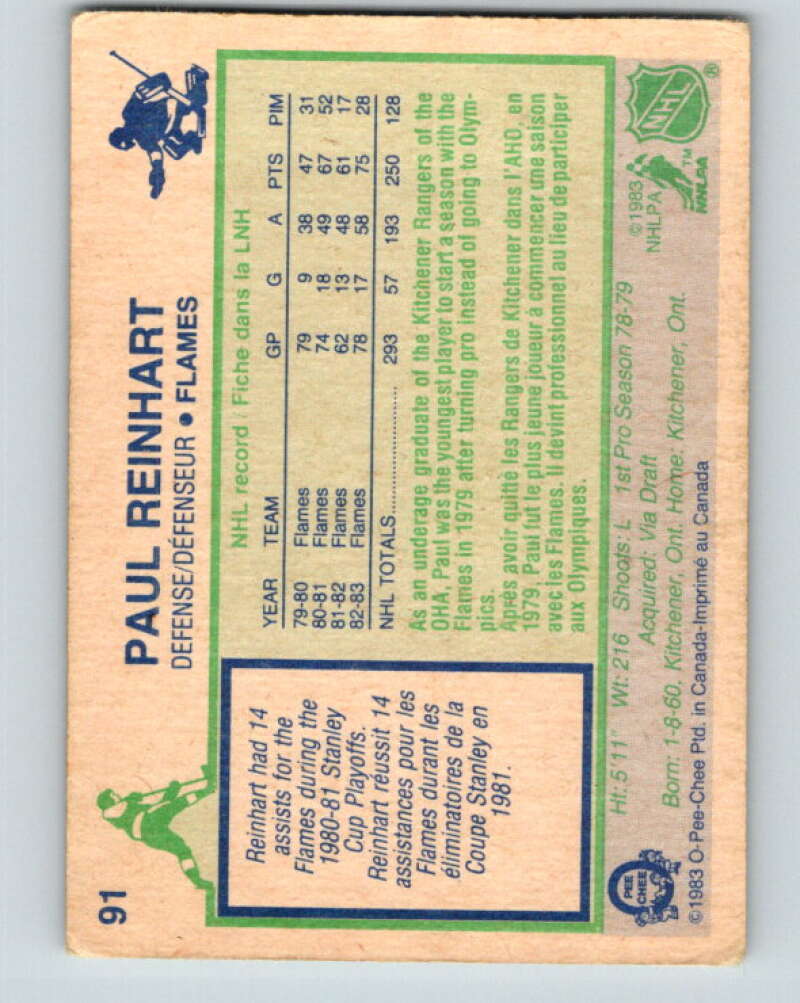 91
PAUL REINHART
DEFENSE/DÉFENSEUR • FLAMES
Reinhart had 14
assists for the
Flames during the
1980-81 Stanley
Cup Playoffs.
Reinhart réussit 14
assistances pour les
Flames durant les
éliminatoires de la
Coupe Stanley en
1981.
NHL record / Fiche dans la LNH
YEAR TEAM GP G A PTS PIM
79-80 Flames 79 9 38 47 31
80-81 Flames 74 18 49 67 52
81-82 Flames 62 13 48 61 17
82-83 Flames 78 17 58 75 28
NHL TOTALS.................... 293 57 193 250 128
As an underage graduate of the Kitchener Rangers of the
OHA, Paul was the youngest player to start a season with the
Flames in 1979 after turning pro instead of going to Olym-
pics.
Après avoir quitté les Rangers de Kitchener dans l'AHO, en
1979, Paul fut le plus jeune joueur à commencer une saison
avec les Flames. Il devint professionnel au lieu de participer
aux Olympiques.
Ht: 5'11" Wt: 216 Shoots: L 1st Pro Season 78-79
Acquired: Via Draft
Born: 1-8-60, Kitchener, Ont. Home: Kitchener, Ont.
©1983 O-Pee-Chee Ptd. in Canada-Imprimé au Canada
O
PEE
CHEE
©1983
NHLPA
NHLPA
TM
NHL
®